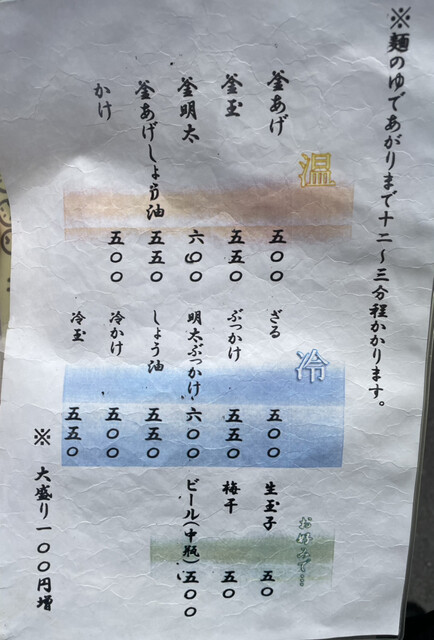 ※麺のゆであがりまで十二～三分程かかります。
温
釜あげ 五〇〇
釜玉 五五〇
釜明太 六〇〇
釜あげしょう油 五五〇
かけ 五〇〇
冷
ざる 五〇〇
ぶっかけ 五五〇
明太ぶっかけ 六〇〇
しょう油 五五〇
冷かけ 五〇〇
冷玉 五五〇
お好みで…
生玉子 五〇
梅干 五〇
ビール(中瓶) 五〇〇
※ 大盛り一〇〇円増